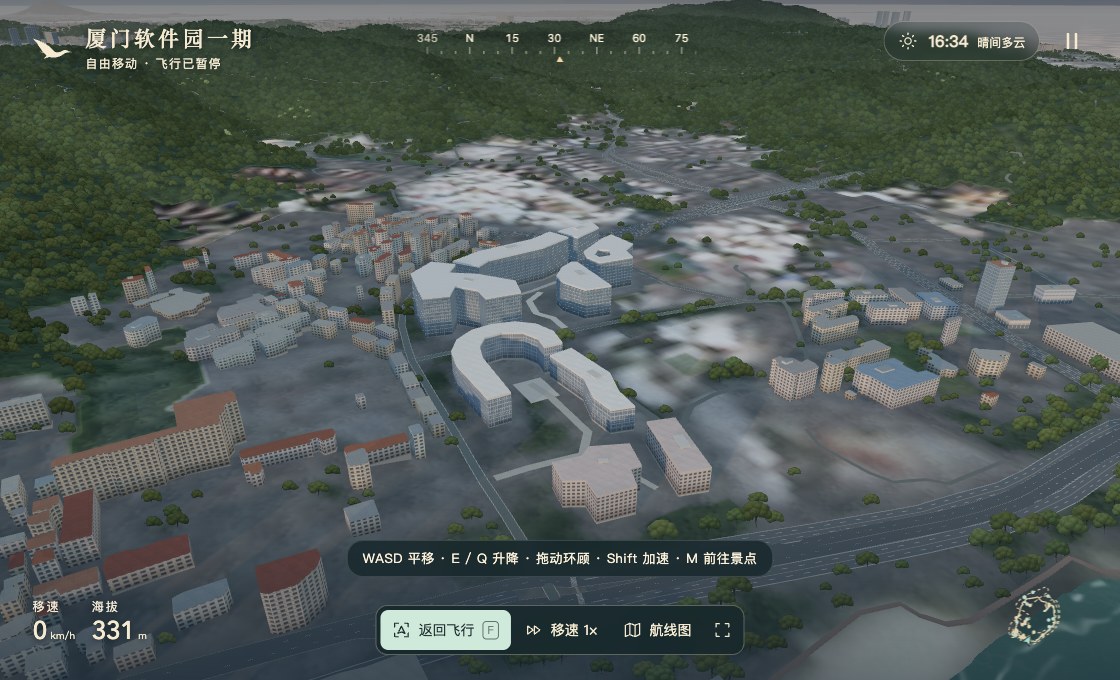 厦门软件园一期
自由移动 · 飞行已暂停
345 N 15 30 NE 60 75
16:34 晴间多云
WASD 平移 · E / Q 升降 · 拖动环顾 · Shift 加速 · M 前往景点
移速 海拔
0 km/h 331 m
返回飞行 F 移速 1x 航线图